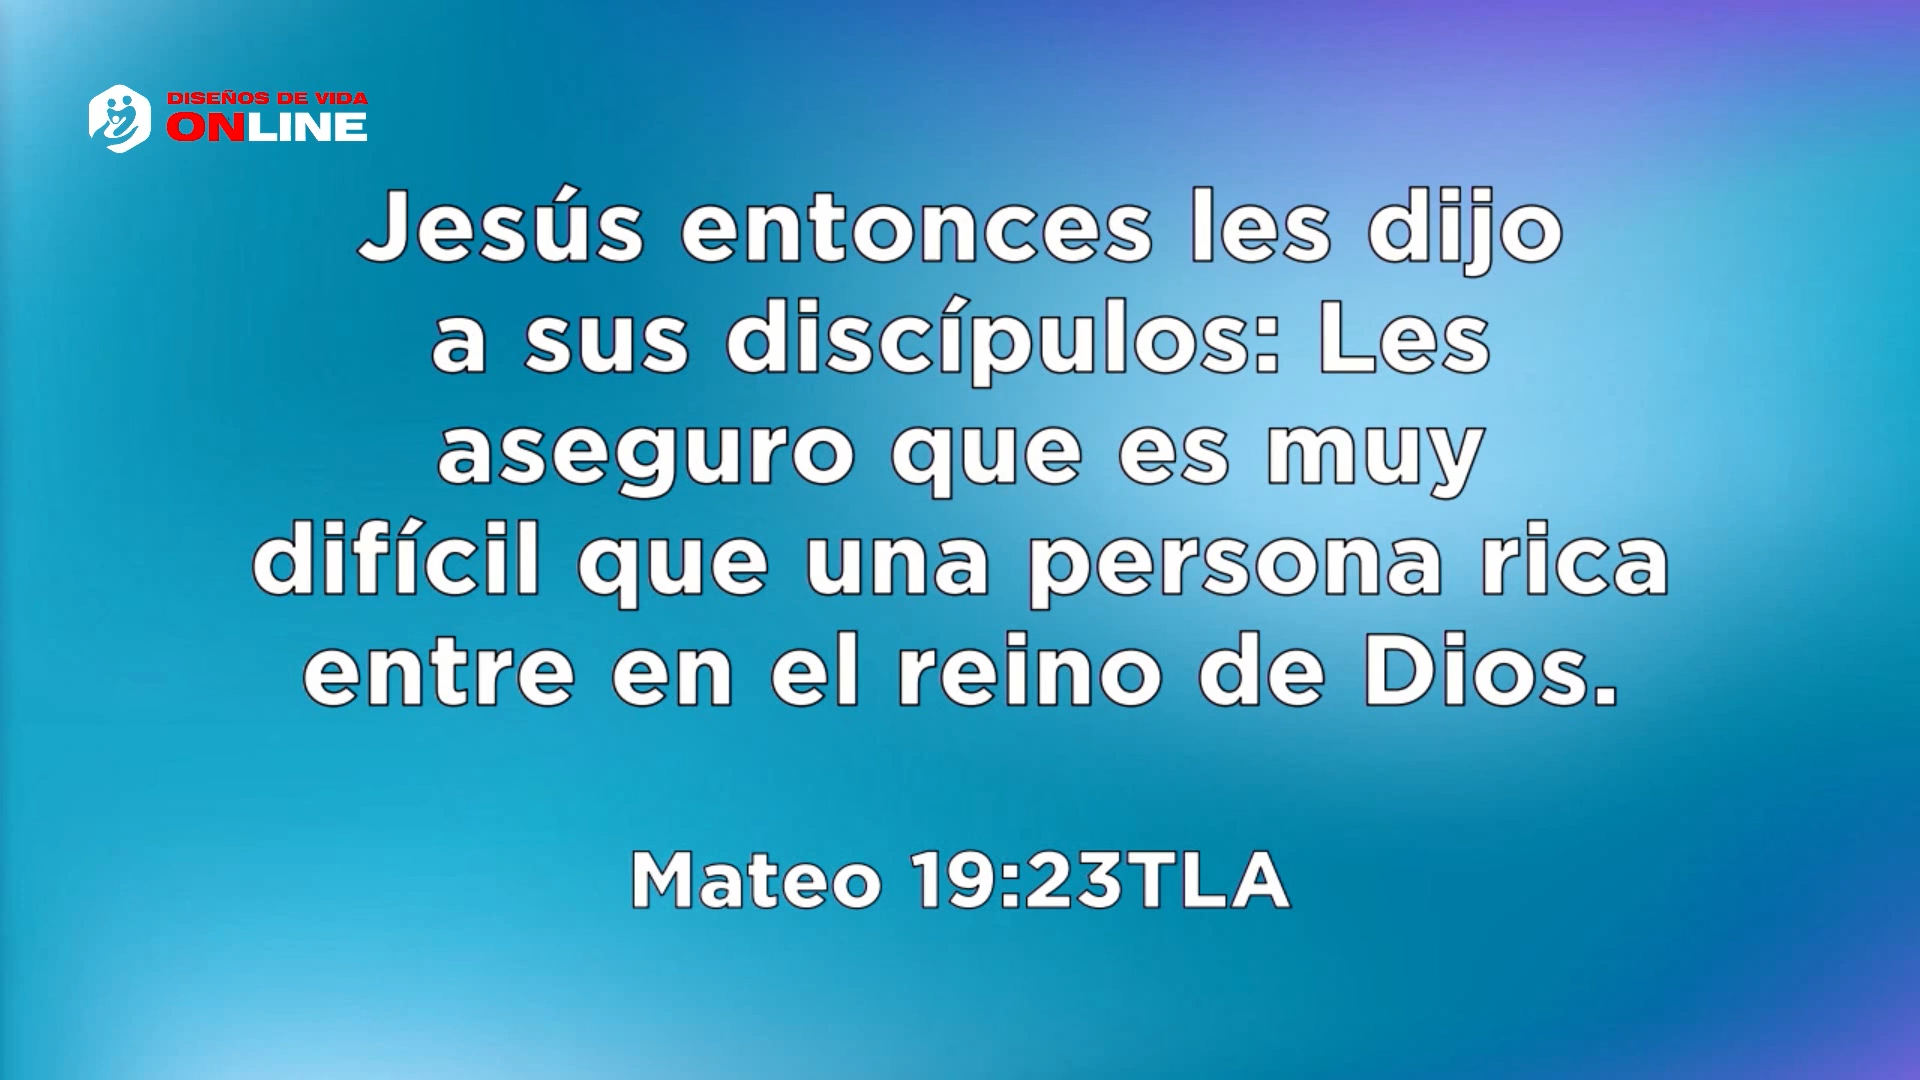 DISEÑOS DE VIDA
ONLINE
Jesús entonces les dijo
a sus discípulos: Les
aseguro que es muy
difícil que una persona rica
entre en el reino de Dios.
Mateo 19:23TLA